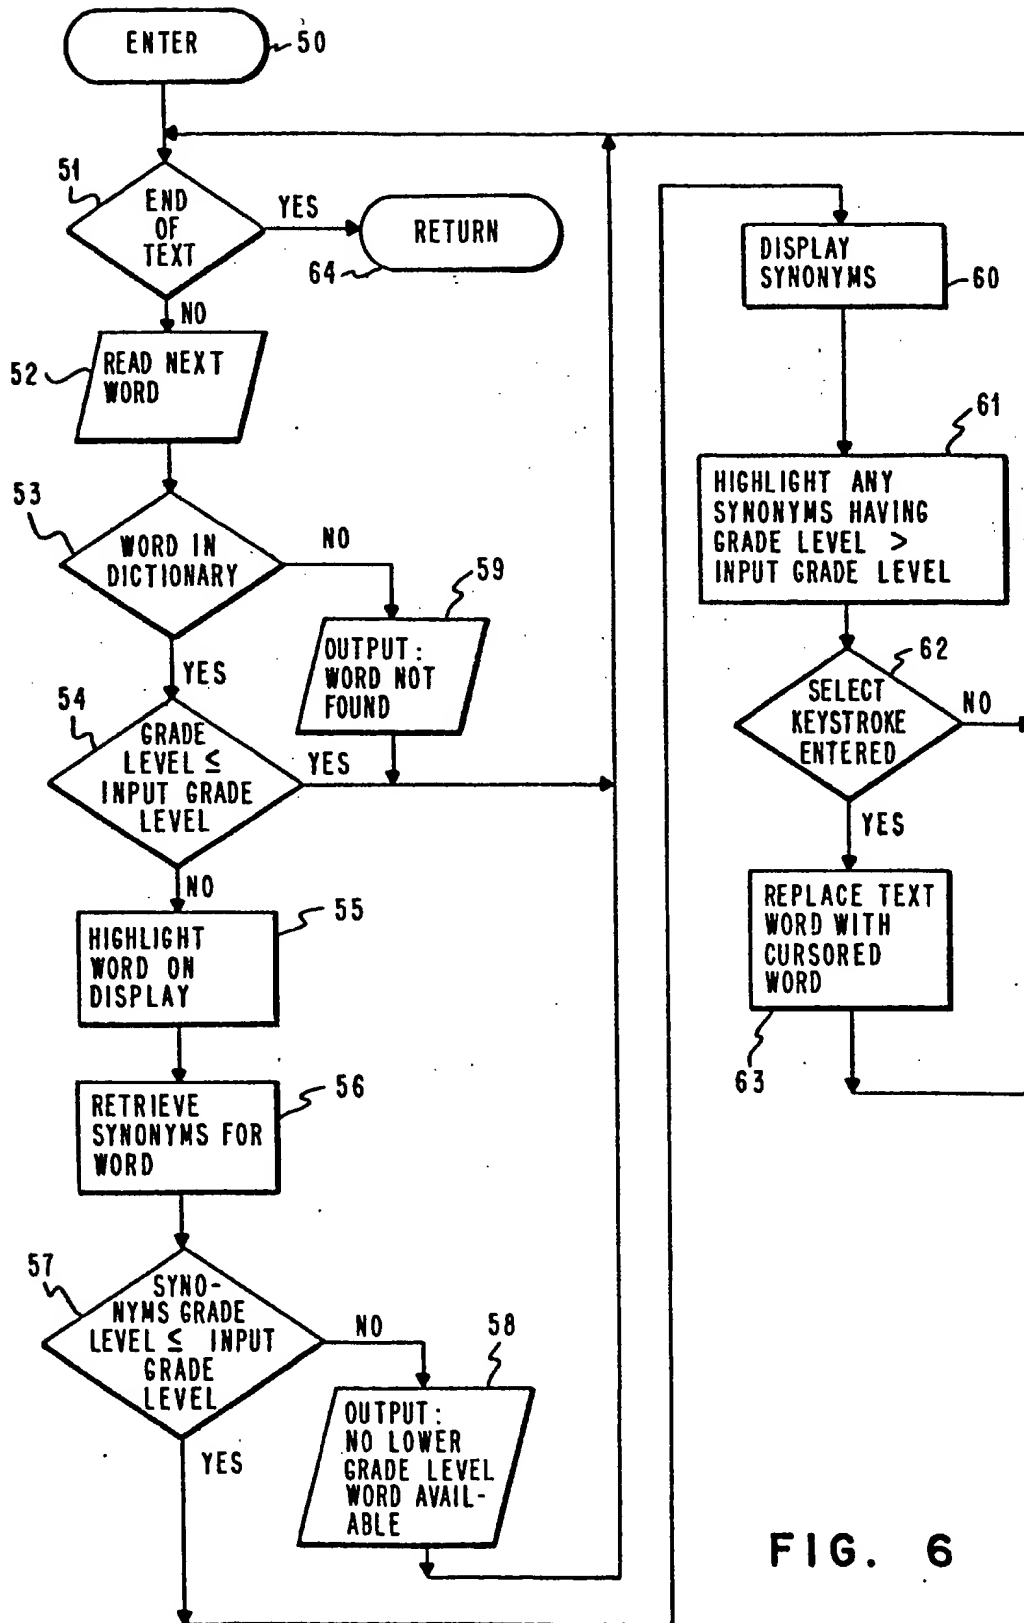 ENTER
50
51
END
OF
TEXT
YES
RETURN
64
NO
52
READ NEXT
WORD
53
WORD IN
DICTIONARY
NO
59
OUTPUT:
WORD NOT
FOUND
YES
54
GRADE
LEVEL ≤
INPUT GRADE
LEVEL
YES
NO
55
HIGHLIGHT
WORD ON
DISPLAY
56
RETRIEVE
SYNONYMS FOR
WORD
57
SYNO-
NYMS GRADE
LEVEL ≤ INPUT
GRADE
LEVEL
NO
58
OUTPUT:
NO LOWER
GRADE LEVEL
WORD AVAIL-
ABLE
YES
DISPLAY
SYNONYMS
60
61
HIGHLIGHT ANY
SYNONYMS HAVING
GRADE LEVEL >
INPUT GRADE LEVEL
62
SELECT
KEYSTROKE
ENTERED
NO
YES
REPLACE TEXT
WORD WITH
CURSORED
WORD
63
FIG. 6